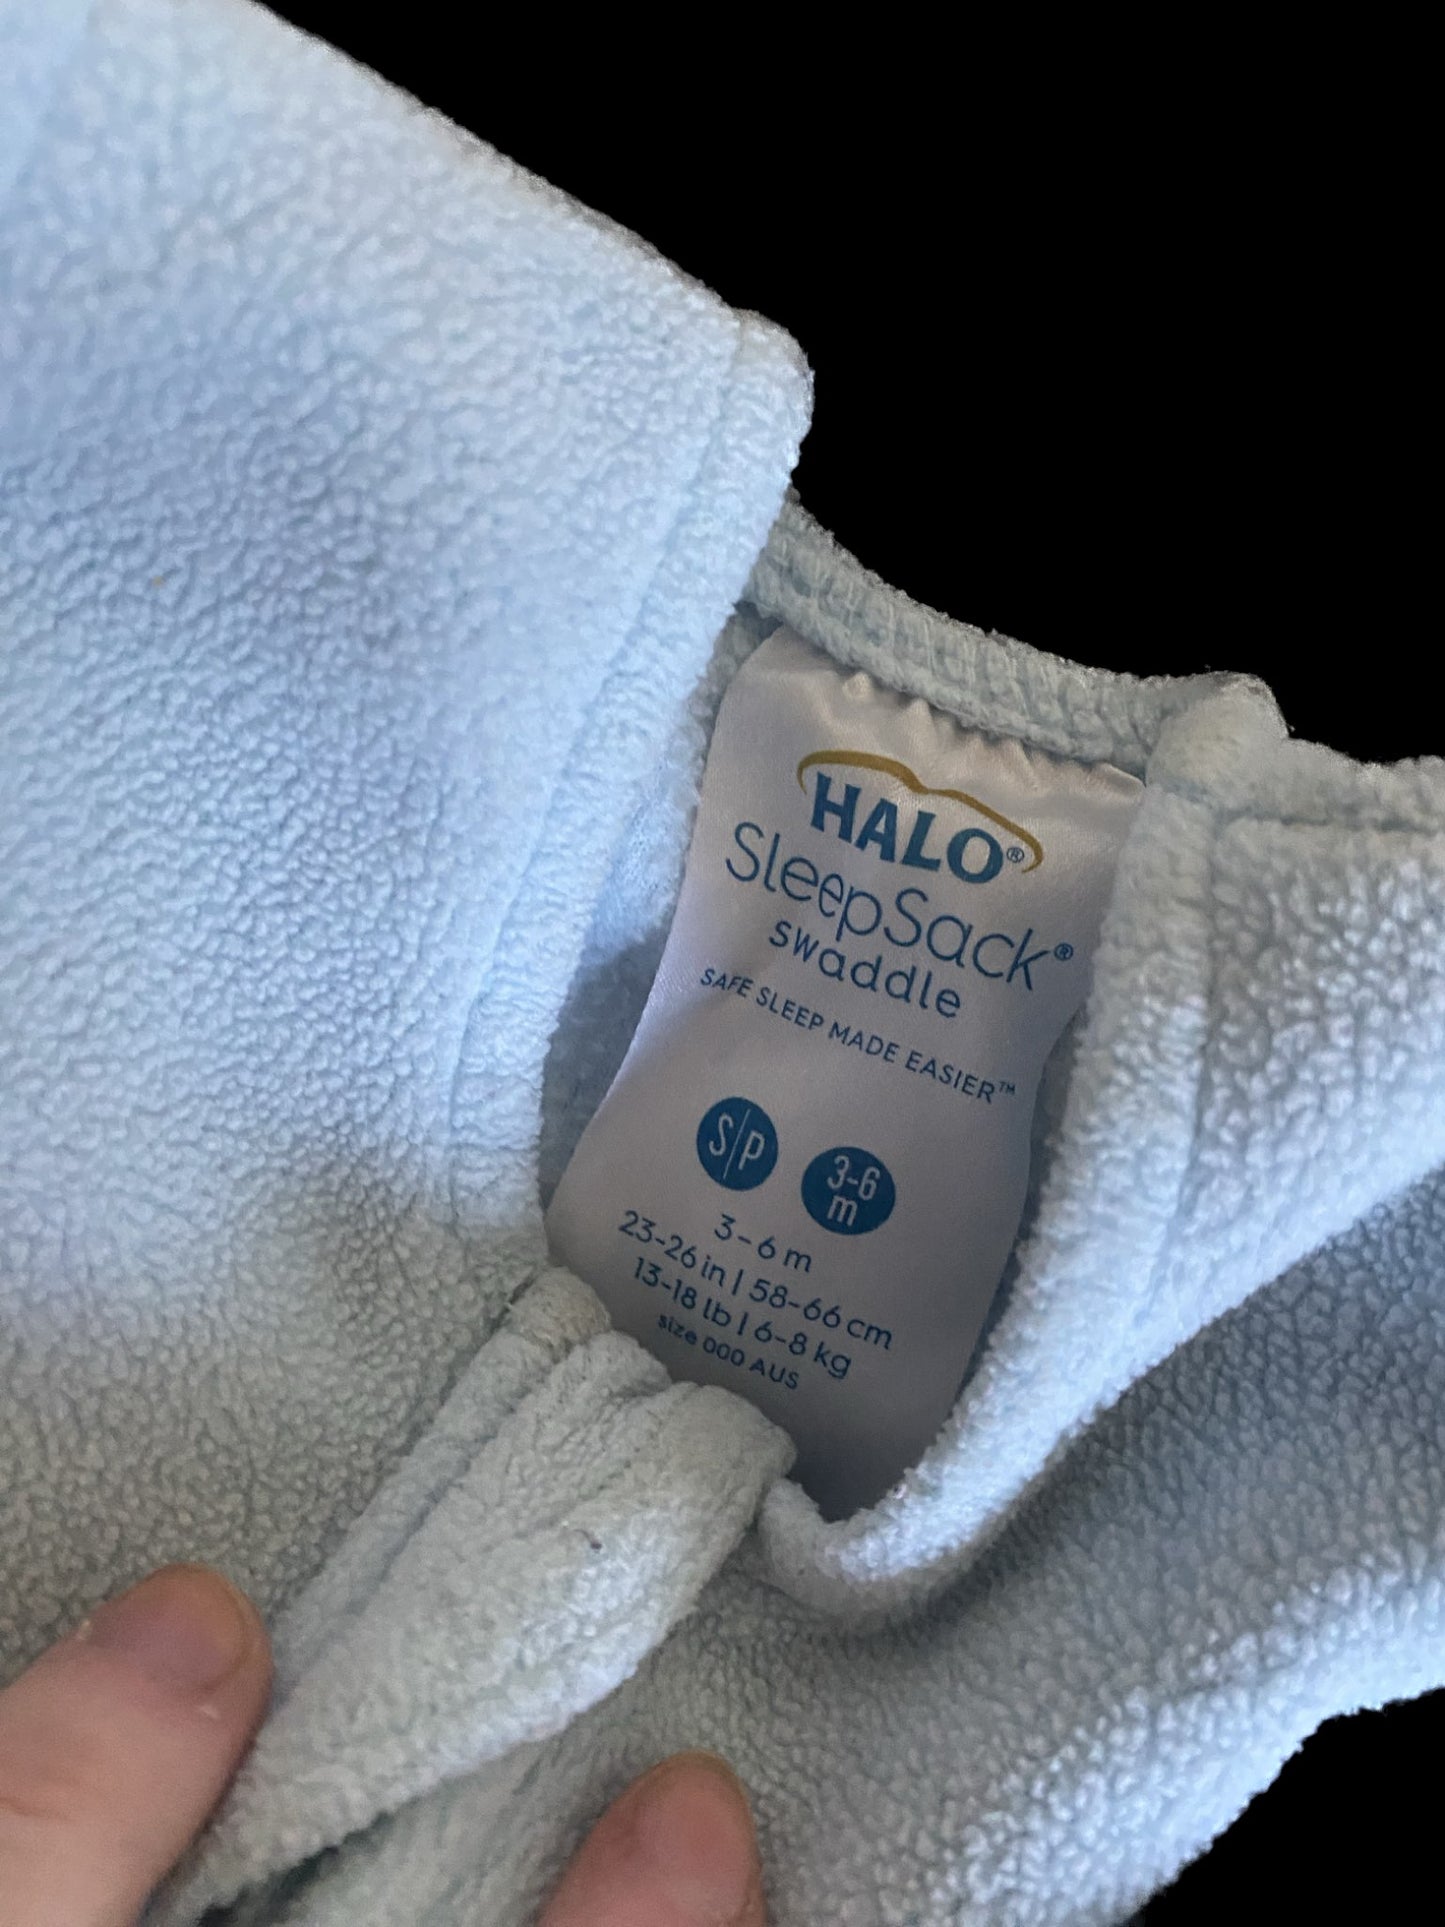 HALO®
SleepSack®
swaddle
SAFE SLEEP MADE EASIER™
S/P
3-6
m
3-6 m
23-26 in | 58-66 cm
13-18 lb | 6-8 kg
size 000 AUS